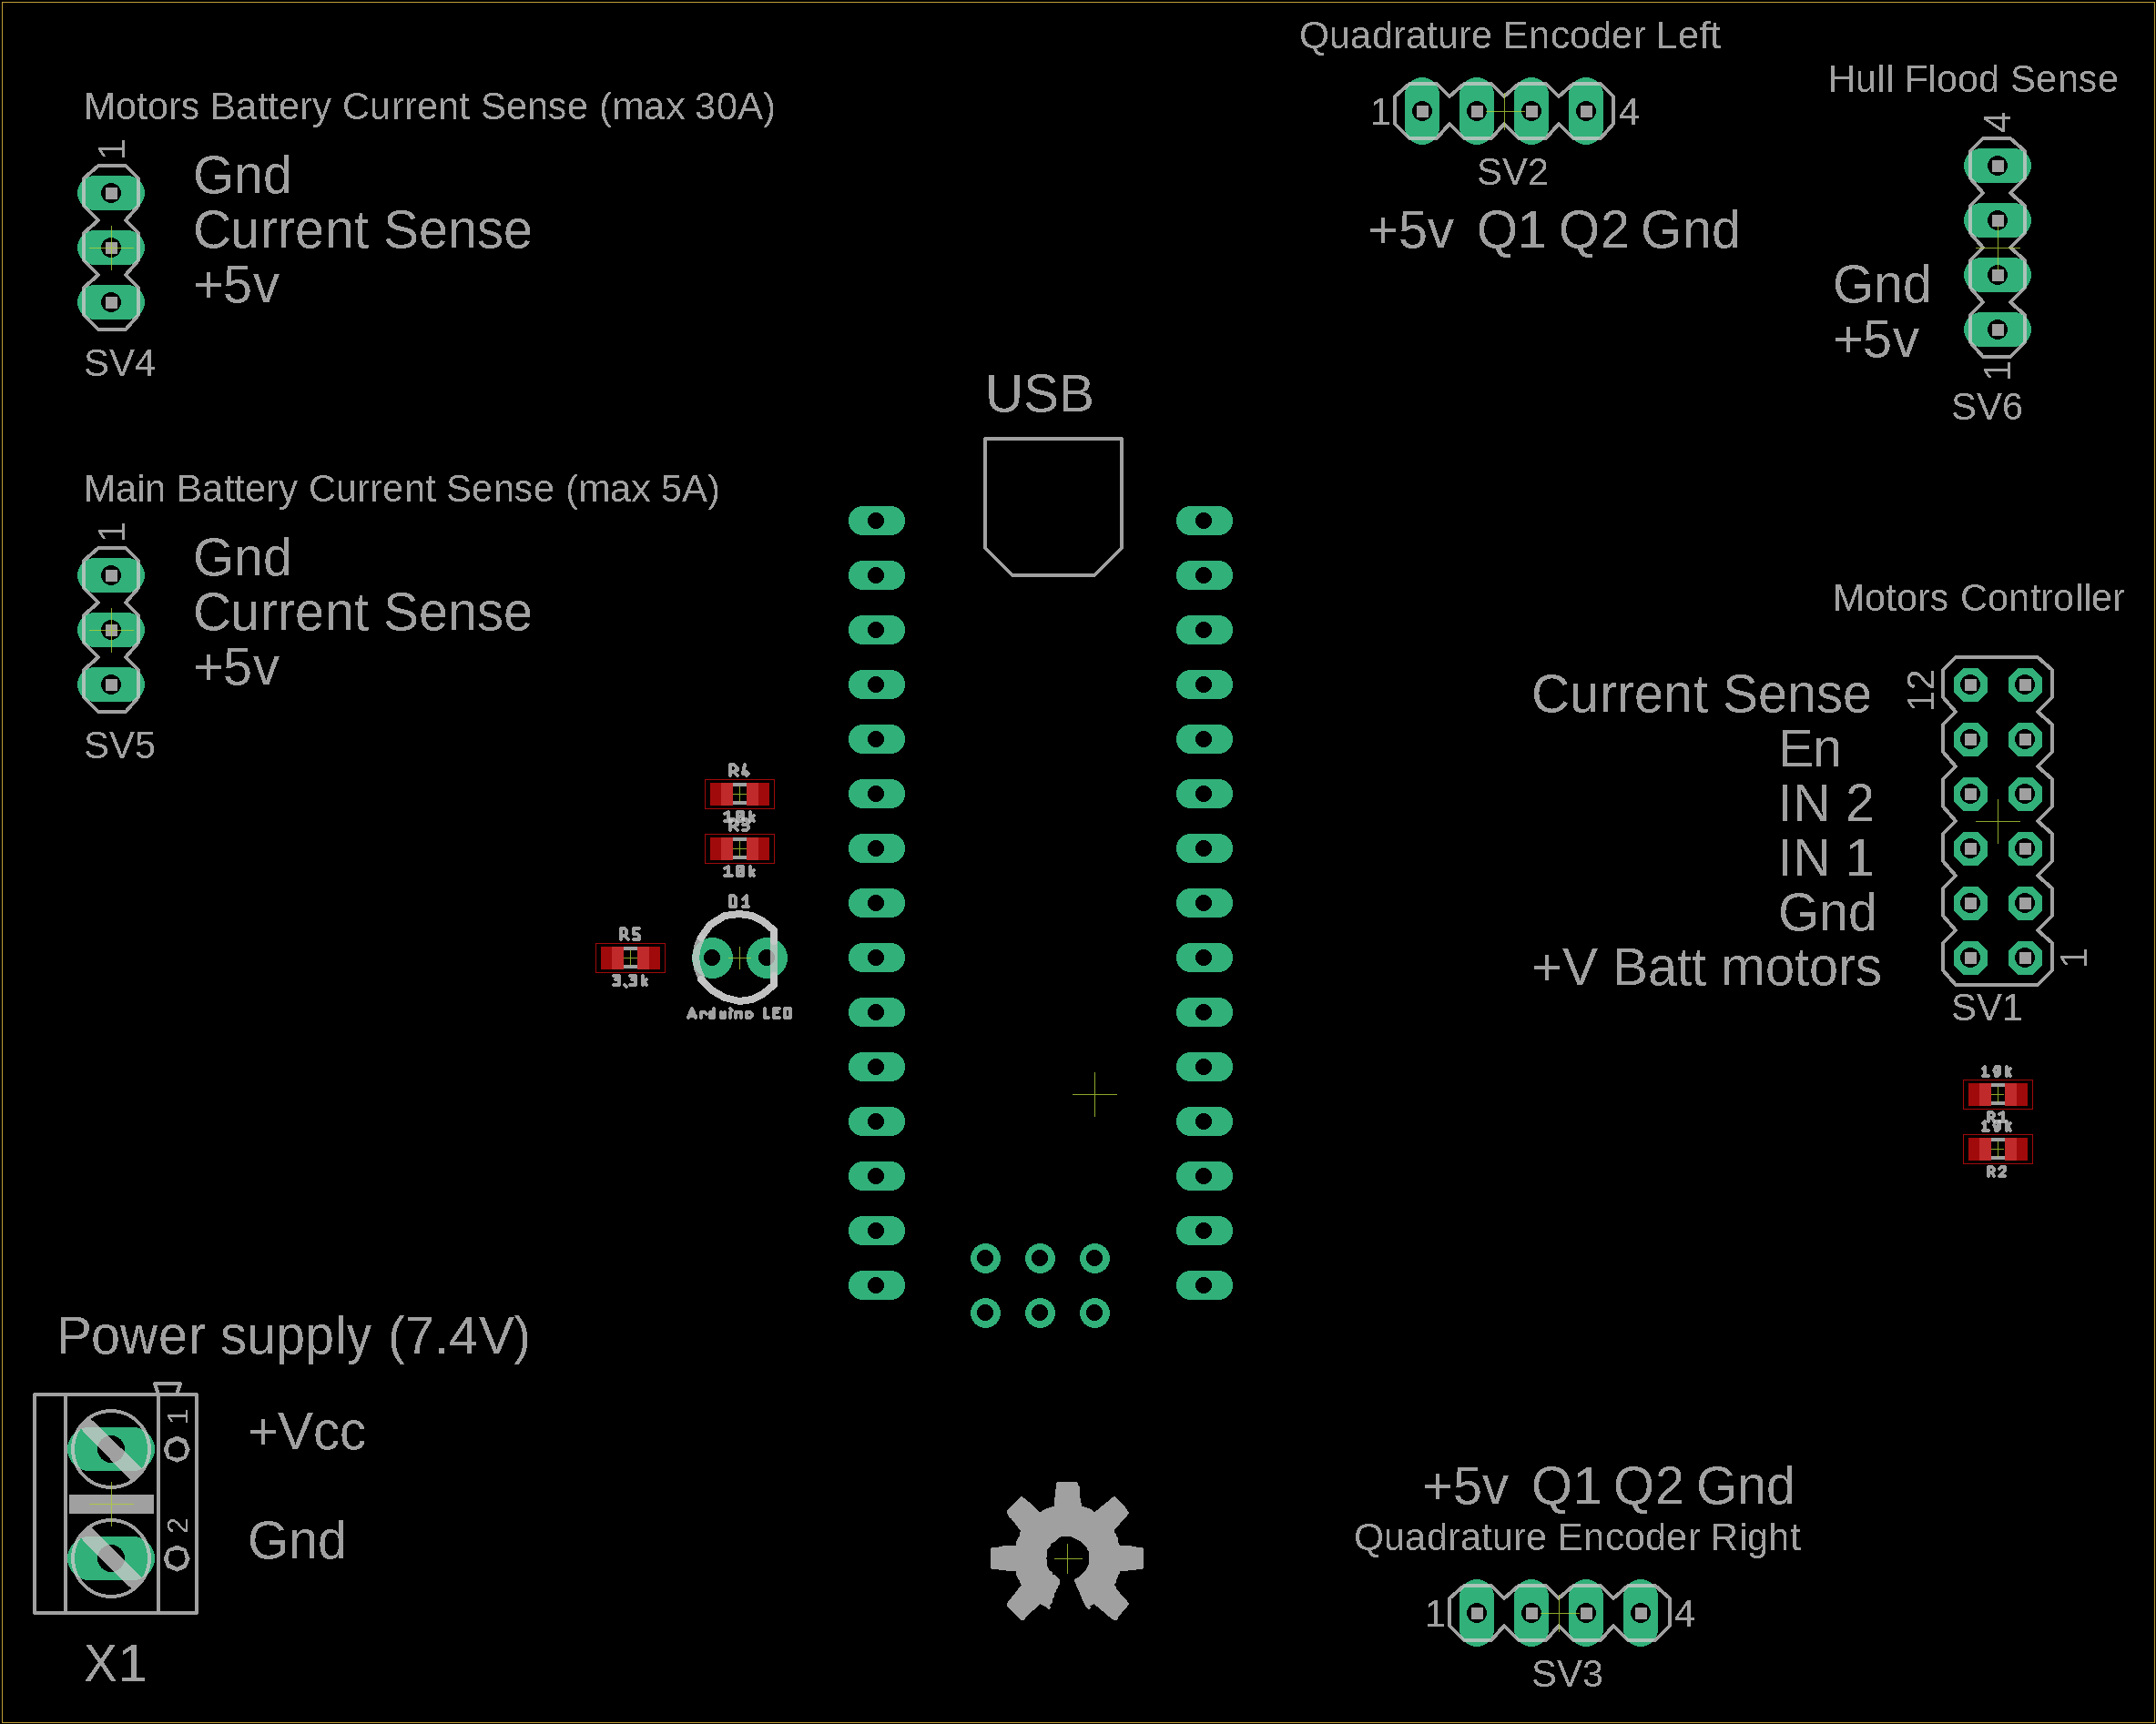 Quadrature Encoder Left
1
4
SV2
+5v Q1 Q2 Gnd
Hull Flood Sense
4
Gnd
+5v
1
SV6
Motors Battery Current Sense (max 30A)
1
Gnd
Current Sense
+5v
SV4
USB
Main Battery Current Sense (max 5A)
1
Gnd
Current Sense
+5v
SV5
Motors Controller
12
Current Sense
En
IN 2
IN 1
Gnd
+V Batt motors
1
SV1
R4
R3
10k
D1
R5
3,3k
Arduino LED
10k
R1
10k
R2
Power supply (7.4V)
1
+Vcc
2
Gnd
X1
+5v Q1 Q2 Gnd
Quadrature Encoder Right
1
4
SV3